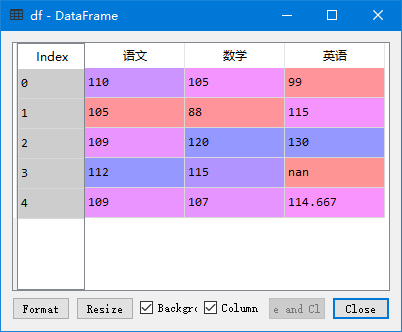 df - DataFrame
Index 语文 数学 英语
0 110 105 99
1 105 88 115
2 109 120 130
3 112 115 nan
4 109 107 114.667
Format Resize Backgro Column e and Cl Close